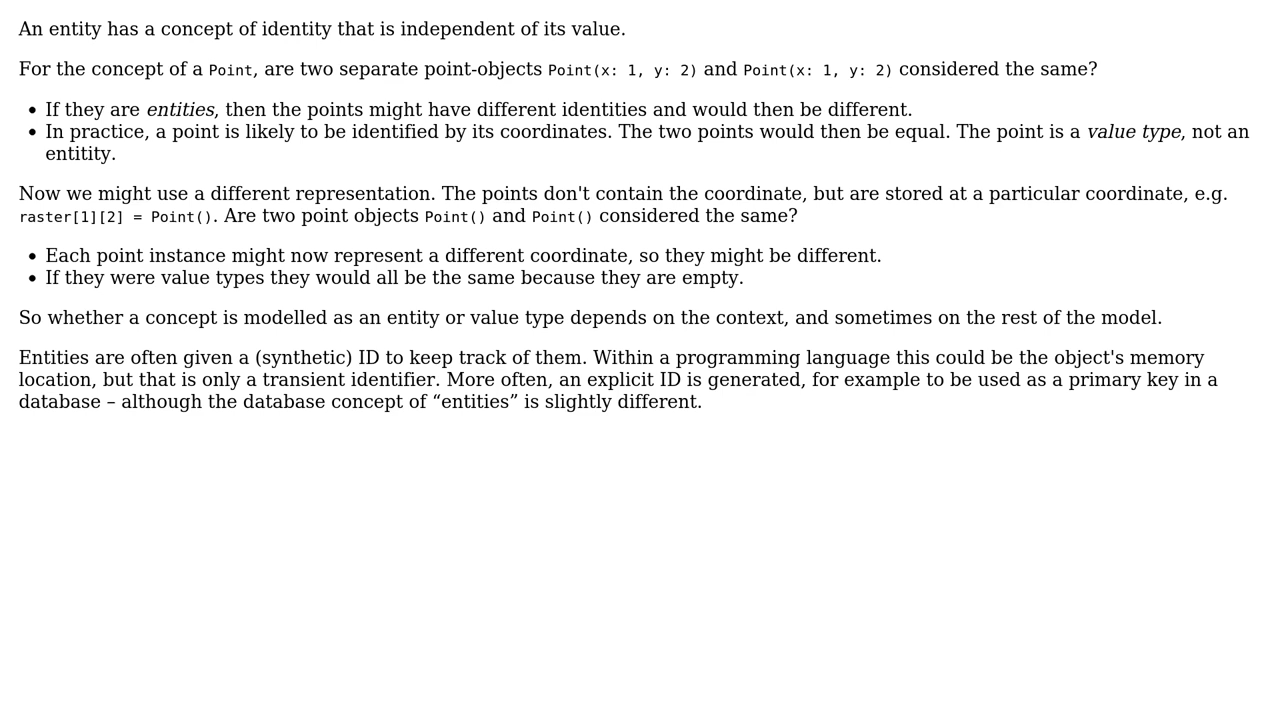 An entity has a concept of identity that is independent of its value.
For the concept of a Point, are two separate point-objects Point(x: 1, y: 2) and Point(x: 1, y: 2) considered the same?
• If they are entities, then the points might have different identities and would then be different.
• In practice, a point is likely to be identified by its coordinates. The two points would then be equal. The point is a value type, not an
entitity.
Now we might use a different representation. The points don't contain the coordinate, but are stored at a particular coordinate, e.g.
raster[1][2] = Point(). Are two point objects Point() and Point() considered the same?
• Each point instance might now represent a different coordinate, so they might be different.
• If they were value types they would all be the same because they are empty.
So whether a concept is modelled as an entity or value type depends on the context, and sometimes on the rest of the model.
Entities are often given a (synthetic) ID to keep track of them. Within a programming language this could be the object's memory
location, but that is only a transient identifier. More often, an explicit ID is generated, for example to be used as a primary key in a
database – although the database concept of “entities” is slightly different.